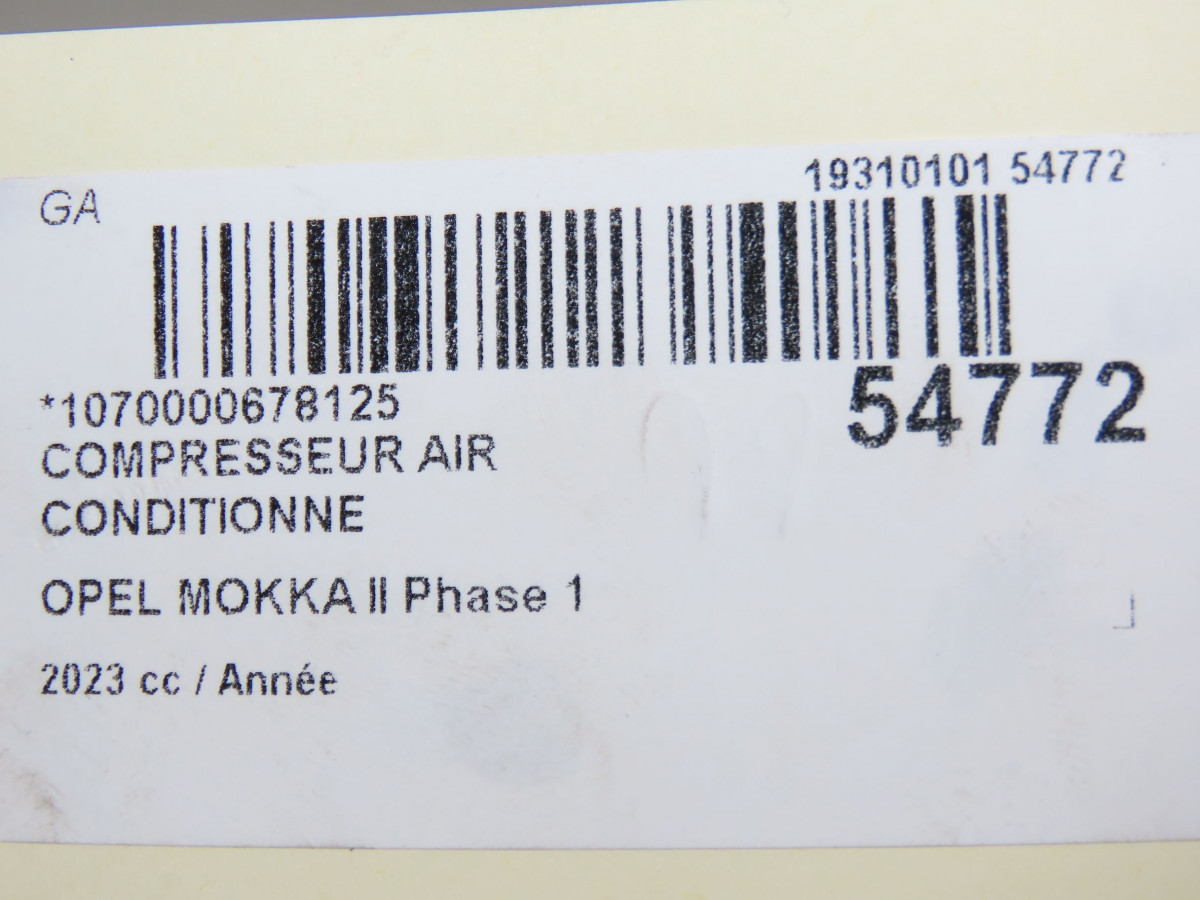 19310101 54772
GA
54772
*1070000678125
COMPRESSEUR AIR
CONDITIONNE
OPEL MOKKA II Phase 1
2023 cc / Année